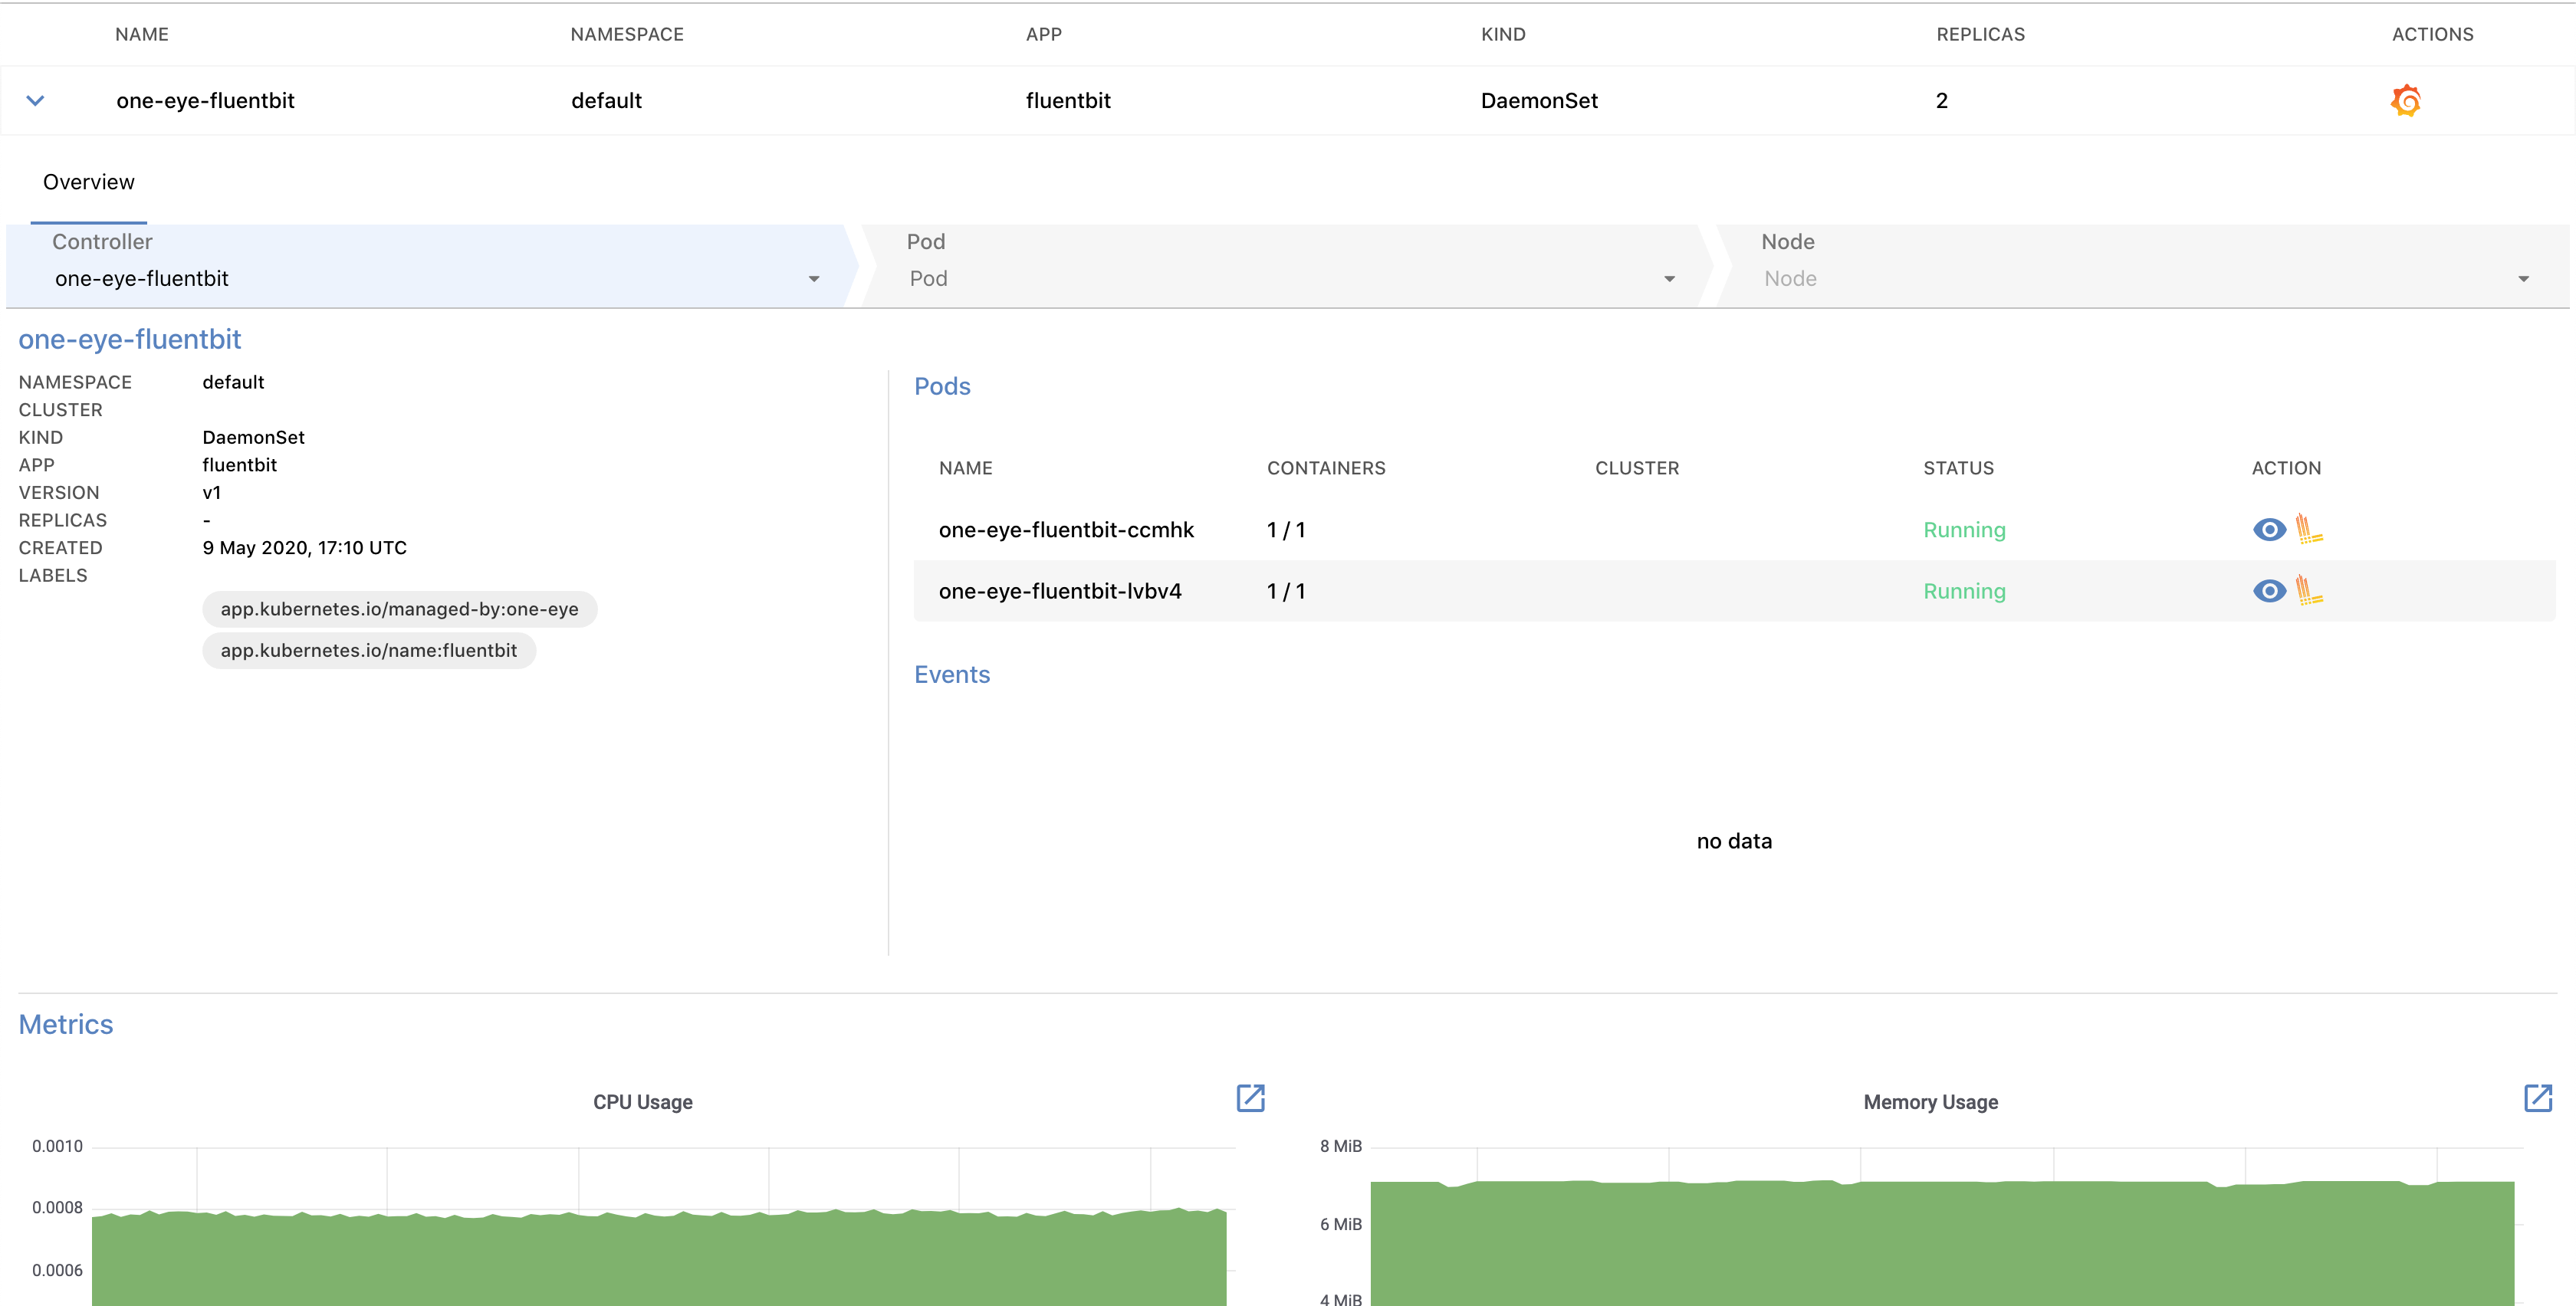 NAME NAMESPACE APP KIND REPLICAS ACTIONS
one-eye-fluentbit default fluentbit DaemonSet 2
Overview
Controller Pod Node
one-eye-fluentbit Pod Node
one-eye-fluentbit
NAMESPACE default
CLUSTER
KIND DaemonSet
APP fluentbit
VERSION v1
REPLICAS -
CREATED 9 May 2020, 17:10 UTC
LABELS
app.kubernetes.io/managed-by:one-eye
app.kubernetes.io/name:fluentbit
Pods
NAME CONTAINERS CLUSTER STATUS ACTION
one-eye-fluentbit-ccmhk 1 / 1 Running
one-eye-fluentbit-lvbv4 1 / 1 Running
Events
no data
Metrics
CPU Usage
0.0010
0.0008
0.0006
Memory Usage
8 MiB
6 MiB
4 MiB